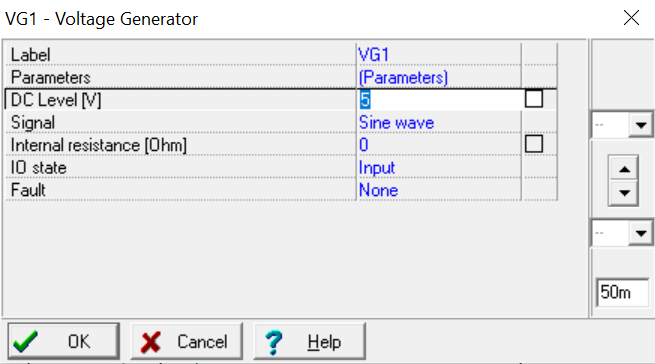 VG1 - Voltage Generator
Label VG1
Parameters (Parameters)
DC Level [V] 5
Signal Sine wave
Internal resistance [Ohm] 0
IO state Input
Fault None
--
--
50m
OK Cancel ? Help